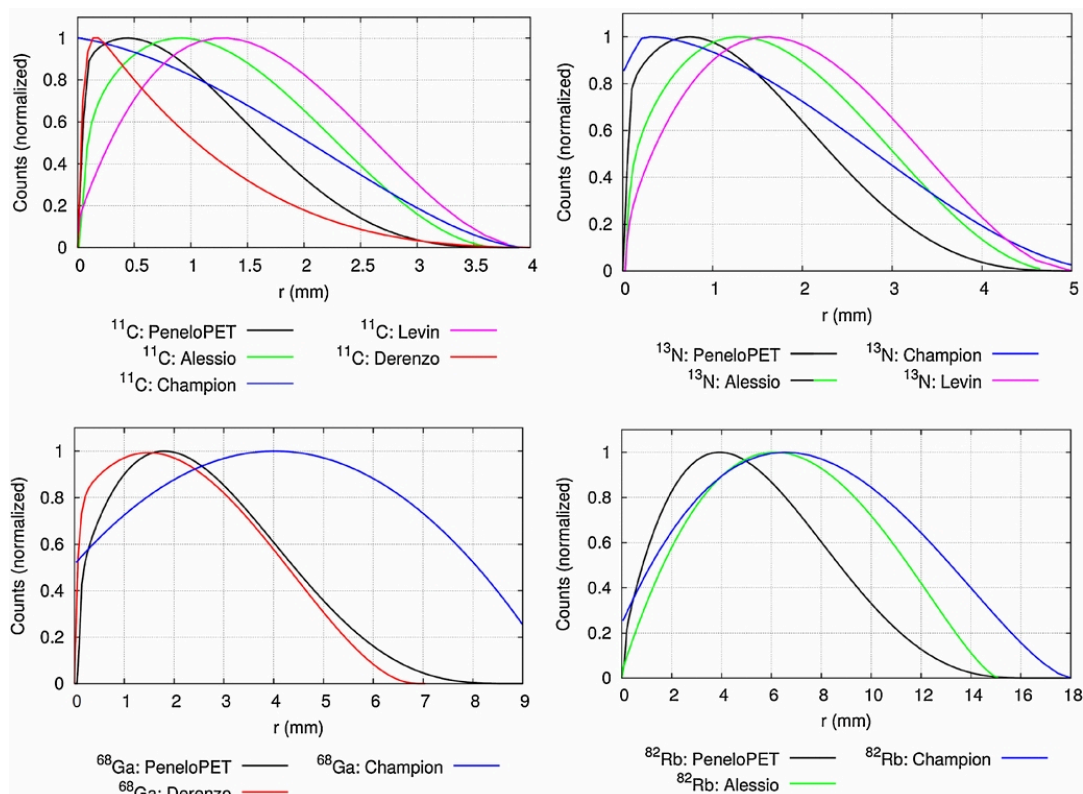 Counts (normalized)
1
0.8
0.6
0.4
0.2
0
0 0.5 1 1.5 2 2.5 3 3.5 4
r (mm)
¹¹C: PeneloPET
¹¹C: Levin
¹¹C: Alessio
¹¹C: Derenzo
¹¹C: Champion
Counts (normalized)
1
0.8
0.6
0.4
0.2
0
0 1 2 3 4 5
r (mm)
¹³N: PeneloPET
¹³N: Champion
¹³N: Alessio
¹³N: Levin
Counts (normalized)
1
0.8
0.6
0.4
0.2
0
0 1 2 3 4 5 6 7 8 9
r (mm)
⁶⁸Ga: PeneloPET
⁶⁸Ga: Champion
⁶⁸Ga: Derenzo
Counts (normalized)
1
0.8
0.6
0.4
0.2
0
0 2 4 6 8 10 12 14 16 18
r (mm)
⁸²Rb: PeneloPET
⁸²Rb: Champion
⁸²Rb: Alessio